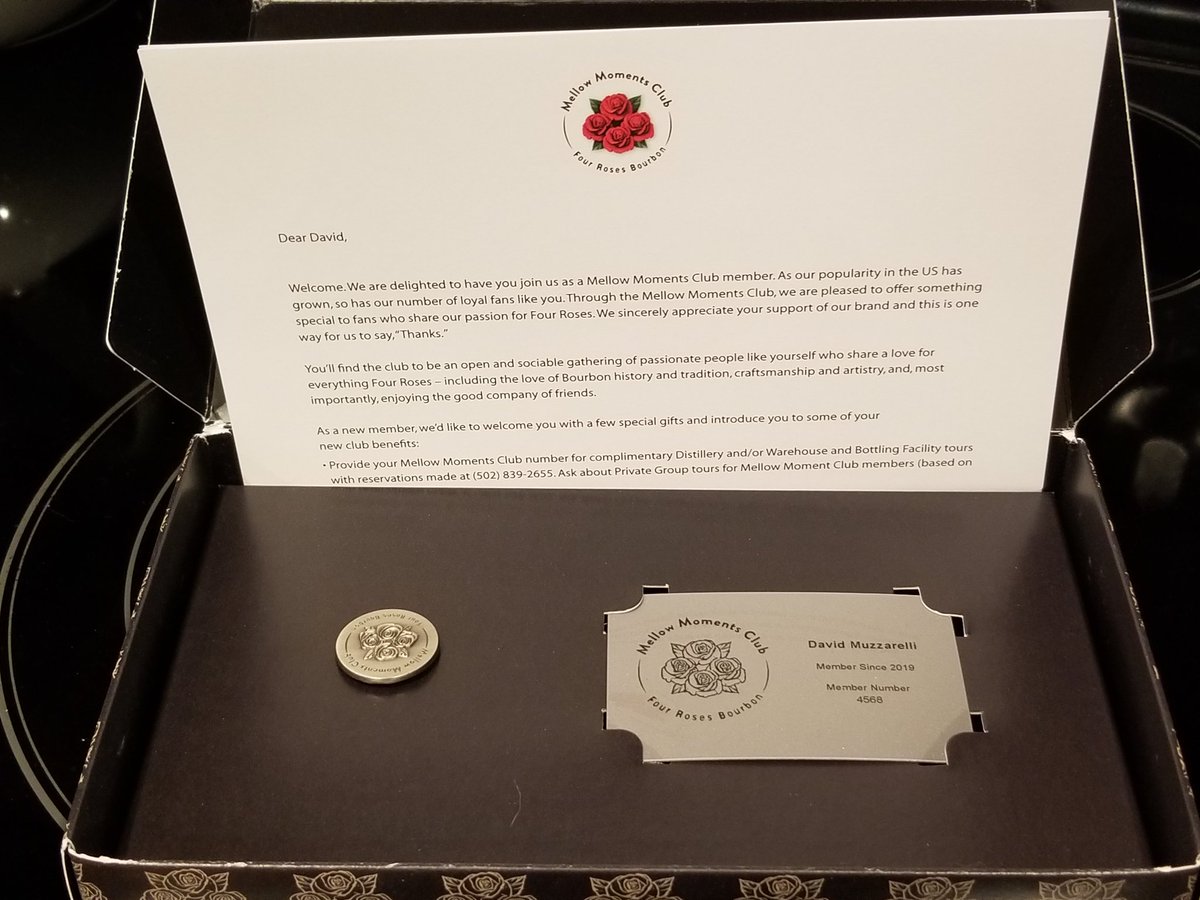 Mellow Moments Club
Four Roses Bourbon
Dear David,
Welcome. We are delighted to have you join us as a Mellow Moments Club member. As our popularity in the US has
grown, so has our number of loyal fans like you. Through the Mellow Moments Club, we are pleased to offer something
special to fans who share our passion for Four Roses. We sincerely appreciate your support of our brand and this is one
way for us to say, "Thanks."
You'll find the club to be an open and sociable gathering of passionate people like yourself who share a love for
everything Four Roses – including the love of Bourbon history and tradition, craftsmanship and artistry, and, most
importantly, enjoying the good company of friends.
As a new member, we'd like to welcome you with a few special gifts and introduce you to some of your
new club benefits:
• Provide your Mellow Moments Club number for complimentary Distillery and/or Warehouse and Bottling Facility tours
with reservations made at (502) 839-2655. Ask about Private Group tours for Mellow Moment Club members (based on
Four Roses Bourbon
Mellow Moments Club
Mellow Moments Club
Four Roses Bourbon
David Muzzarelli
Member Since 2019
Member Number
4568